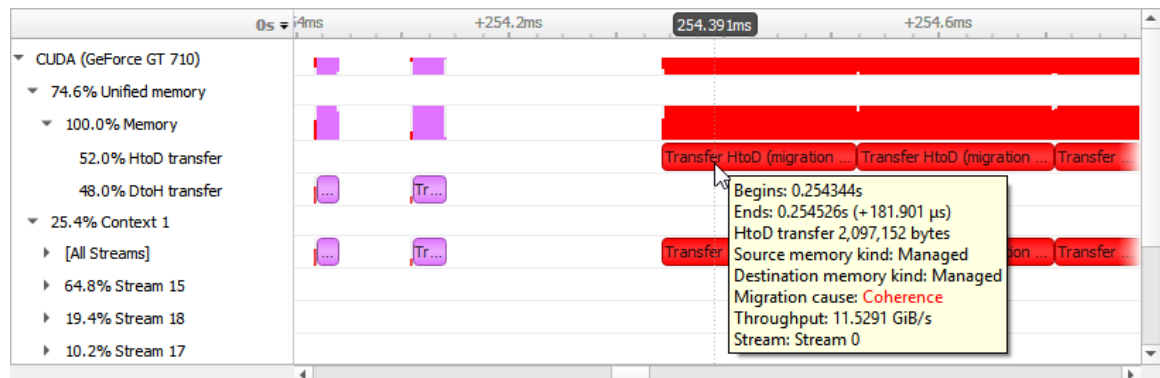 0s 4ms +254.2ms 254.391ms +254.6ms
CUDA (GeForce GT 710)
74.6% Unified memory
100.0% Memory
52.0% HtoD transfer
Transfer HtoD (migration ... Transfer HtoD (migration ... Transfer ...
48.0% DtoH transfer
... Tr...
25.4% Context 1
[All Streams]
... Tr... Transfer ion ... Transfer ...
64.8% Stream 15
19.4% Stream 18
10.2% Stream 17
Begins: 0.254344s
Ends: 0.254526s (+181.901 μs)
HtoD transfer 2,097,152 bytes
Source memory kind: Managed
Destination memory kind: Managed
Migration cause: Coherence
Throughput: 11.5291 GiB/s
Stream: Stream 0